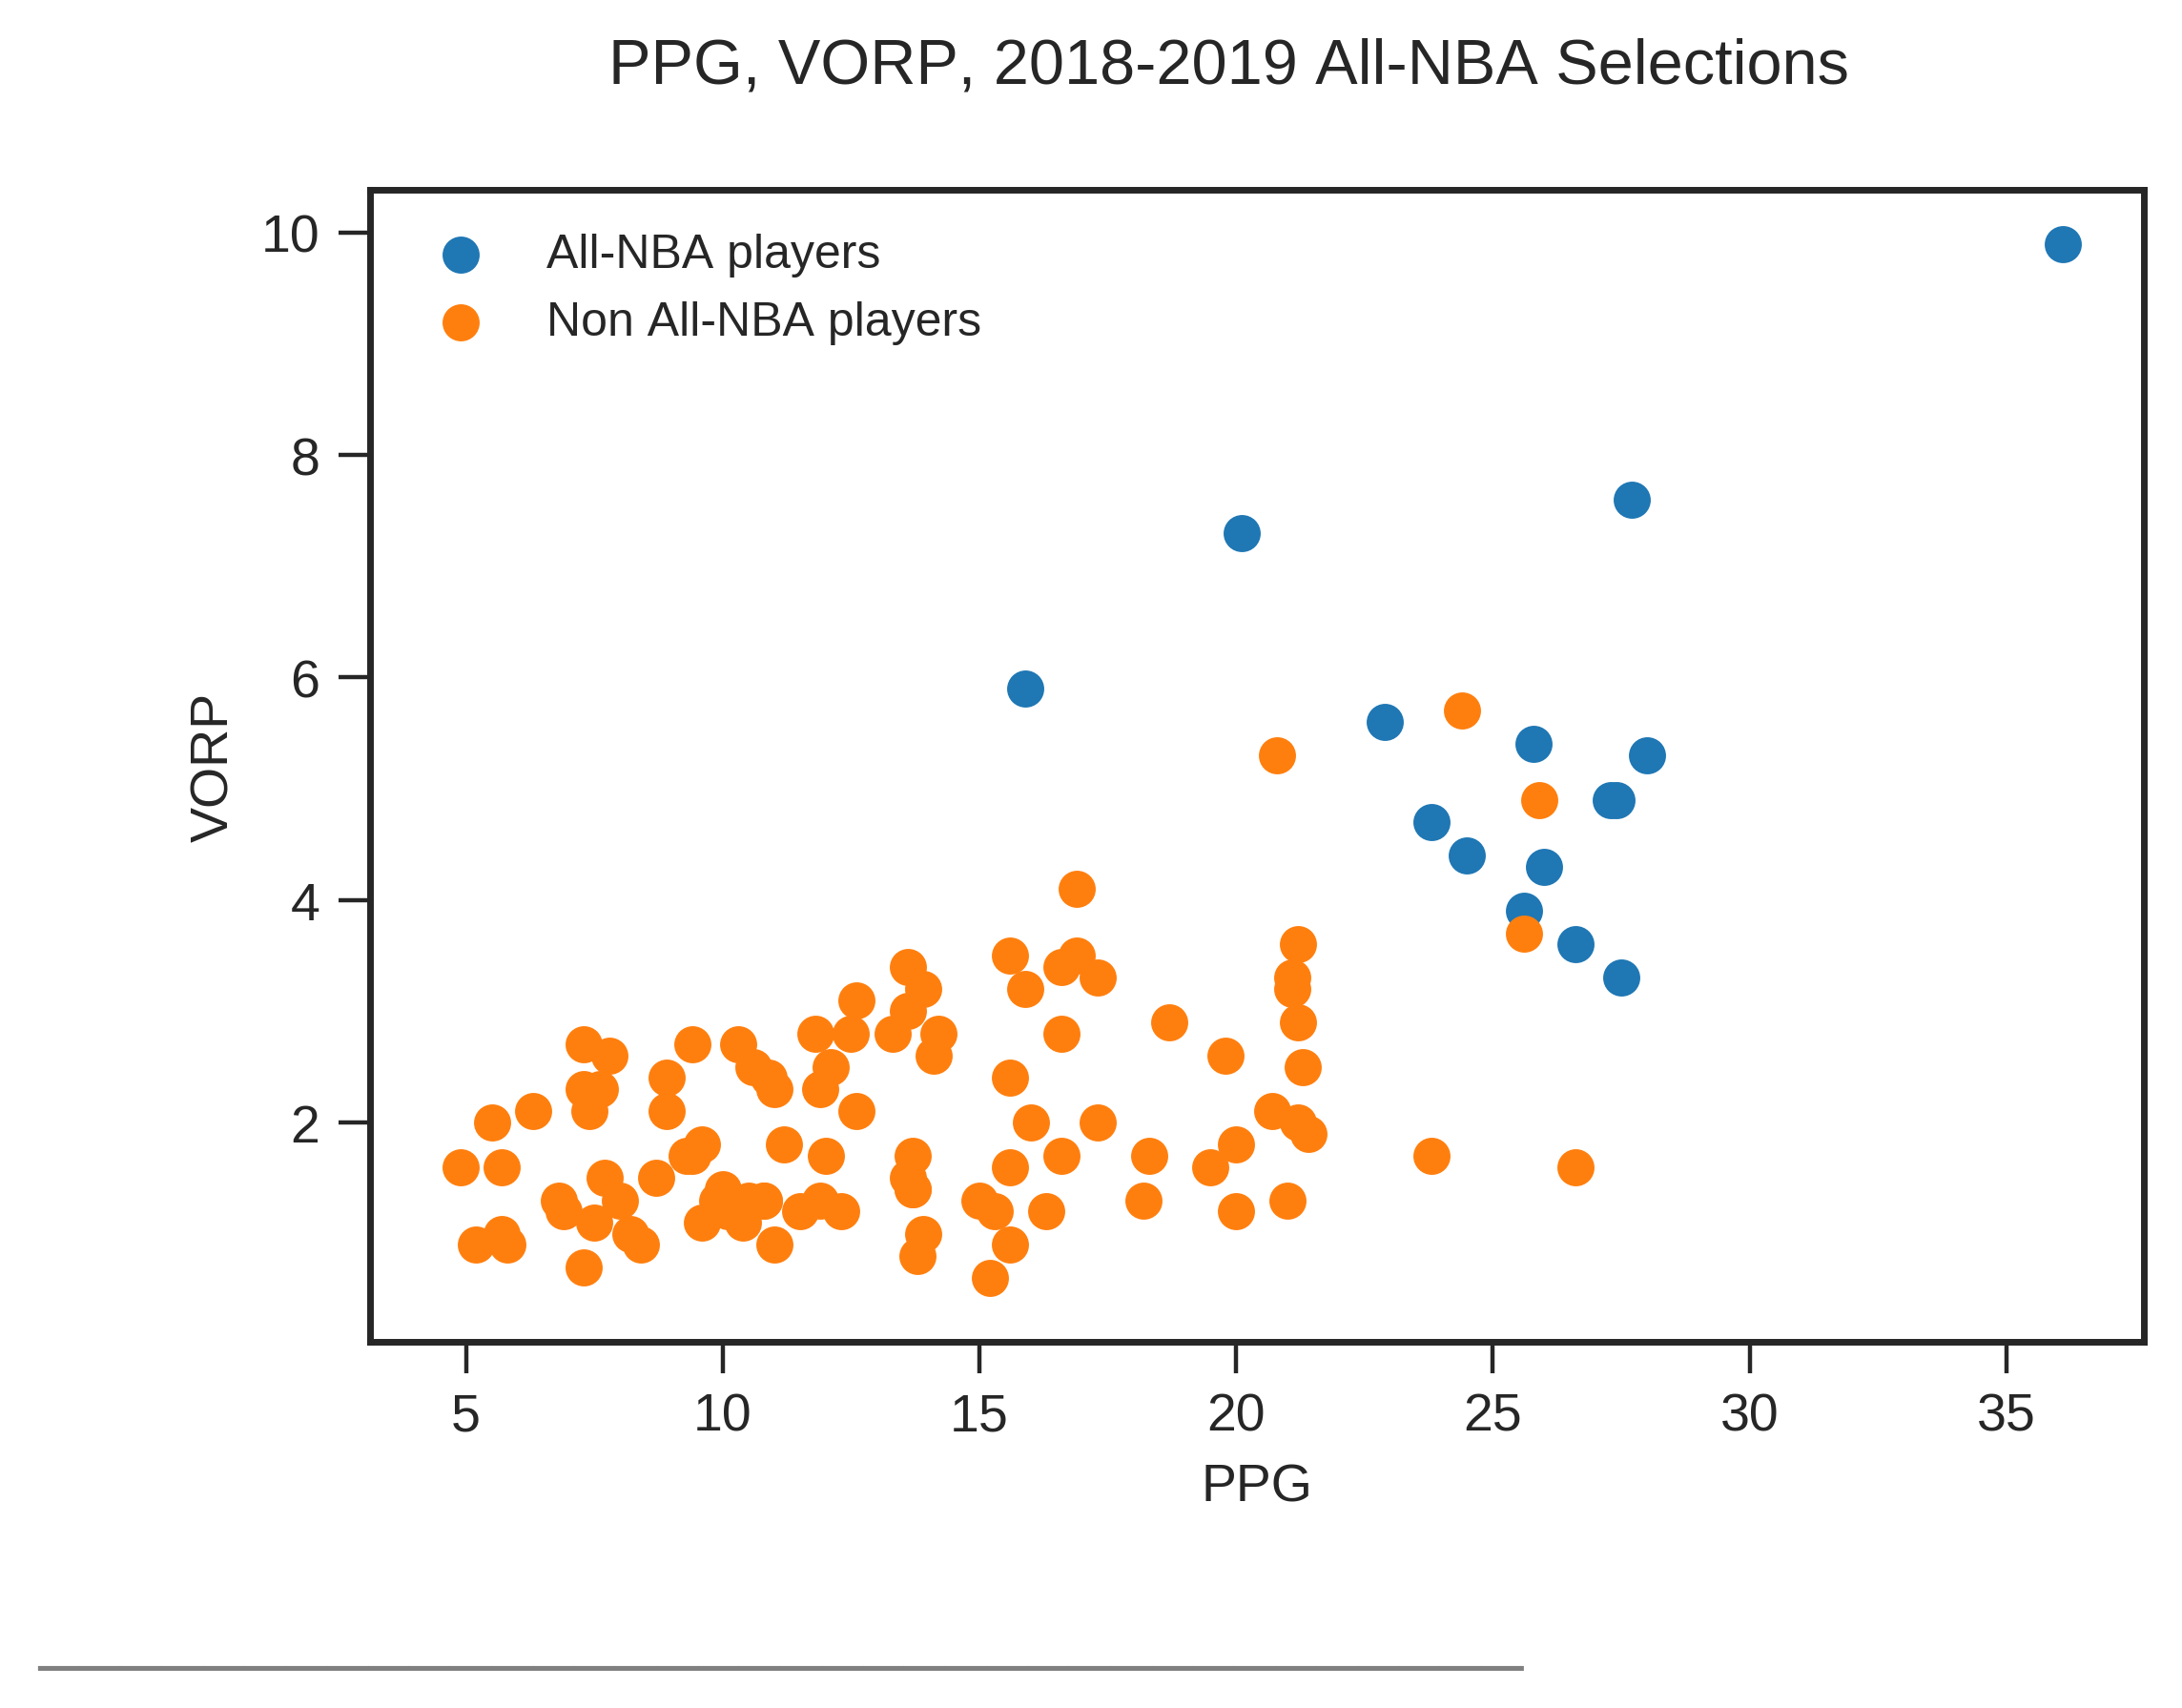 PPG, VORP, 2018-2019 All-NBA Selections
All-NBA players
Non All-NBA players
10
8
6
4
2
VORP
5 10 15 20 25 30 35
PPG